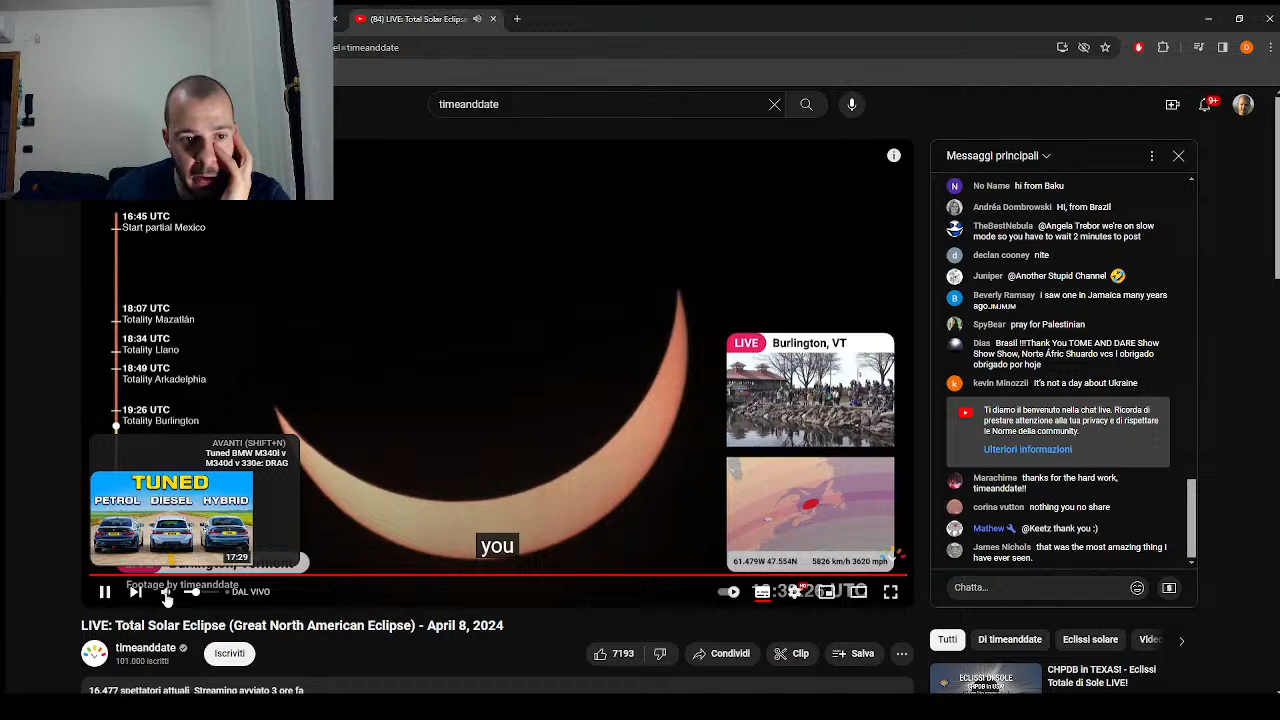 (84) LIVE: Total Solar Eclipse
el=timeanddate
timeanddate
9+
16:45 UTC
Start partial Mexico
18:07 UTC
Totality Mazatlán
18:34 UTC
Totality Llano
18:49 UTC
Totality Arkadelphia
19:26 UTC
Totality Burlington
AVANTI (SHIFT+N)
Tuned BMW M340i v
M340d v 330e: DRAG
TUNED
PETROL DIESEL HYBRID
17:29
you
LIVE Burlington, VT
61.479W 47.554N 5826 km/h 3620 mph
Footage by timeanddate
DAL VIVO
LIVE: Total Solar Eclipse (Great North American Eclipse) - April 8, 2024
timeanddate
101.000 iscritti
Iscriviti
7193
Condividi
Clip
Salva
16.477 spettatori attuali Streaming avviato 3 ore fa
Messaggi principali
No Name hi from Baku
Andréa Dombrowski Hi, from Brazil
TheBestNebula @Angela Trebor we're on slow
mode so you have to wait 2 minutes to post
declan cooney nite
Juniper @Another Stupid Channel 🤣
Beverly Ramsay I saw one in Jamaica many years
SpyBear pray for Palestinian
Dias Brasil !!!Thank You TOME AND DARE Show
Show Show, Norte Áfric Shuardo vcs I obrigado
obrigado por hoje
kevin Minozzii It's not a day about Ukraine
Ti diamo il benvenuto nella chat live. Ricorda di
prestare attenzione alla tua privacy e di rispettare
le Norme della community.
Ulteriori informazioni
Marachime thanks for the hard work,
timeanddate!!
corina vutton nothing you no share
Mathew @Keetz thank you :)
James Nichols that was the most amazing thing I
have ever seen.
Chatta...
Tutti
Di timeanddate
Eclissi solare
ECLISSI DI SOLE
CHPDB in TEXAS! - Eclissi
Totale di Sole LIVE!